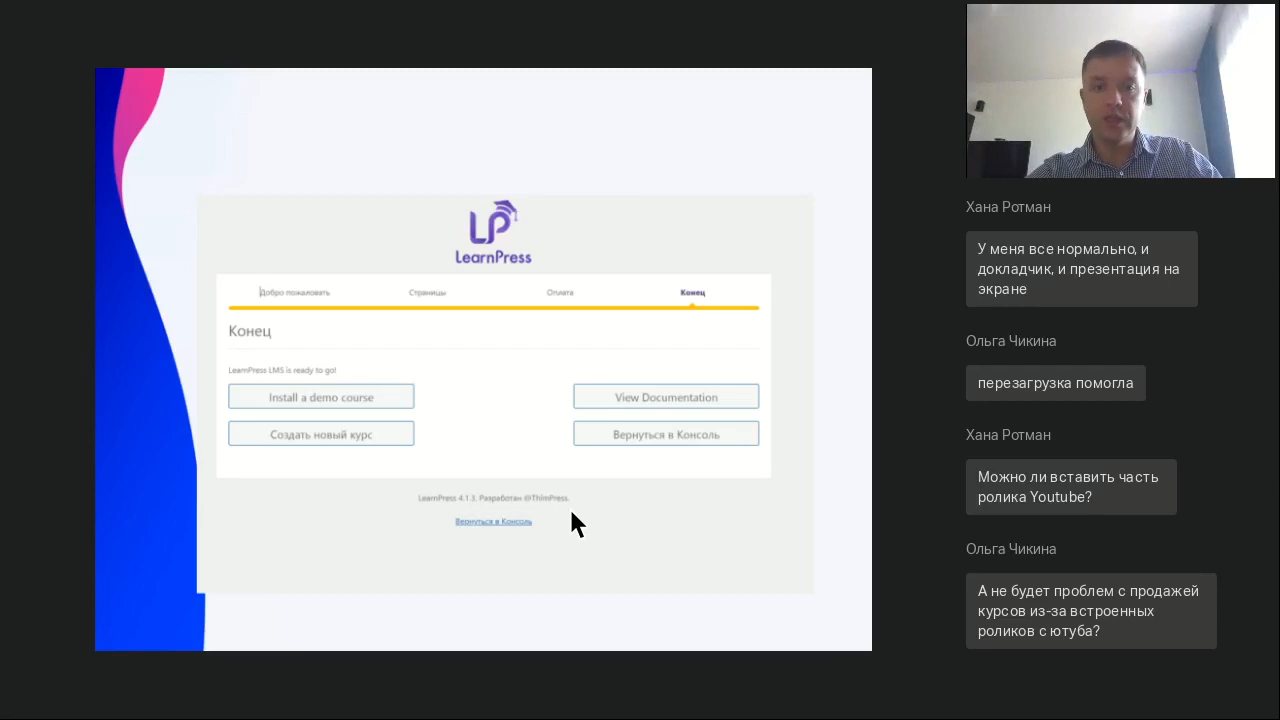 LP
LearnPress
Добро пожаловать
Страницы
Оплата
Конец
Конец
LearnPress LMS is ready to go!
Install a demo course
View Documentation
Создать новый курс
Вернуться в Консоль
LearnPress 4.1.3. Разработан @ThimPress.
Вернуться в Консоль
Хана Ротман
У меня все нормально, и
докладчик, и презентация на
экране
Ольга Чикина
перезагрузка помогла
Хана Ротман
Можно ли вставить часть
ролика Youtube?
Ольга Чикина
А не будет проблем с продажей
курсов из-за встроенных
роликов с ютуба?